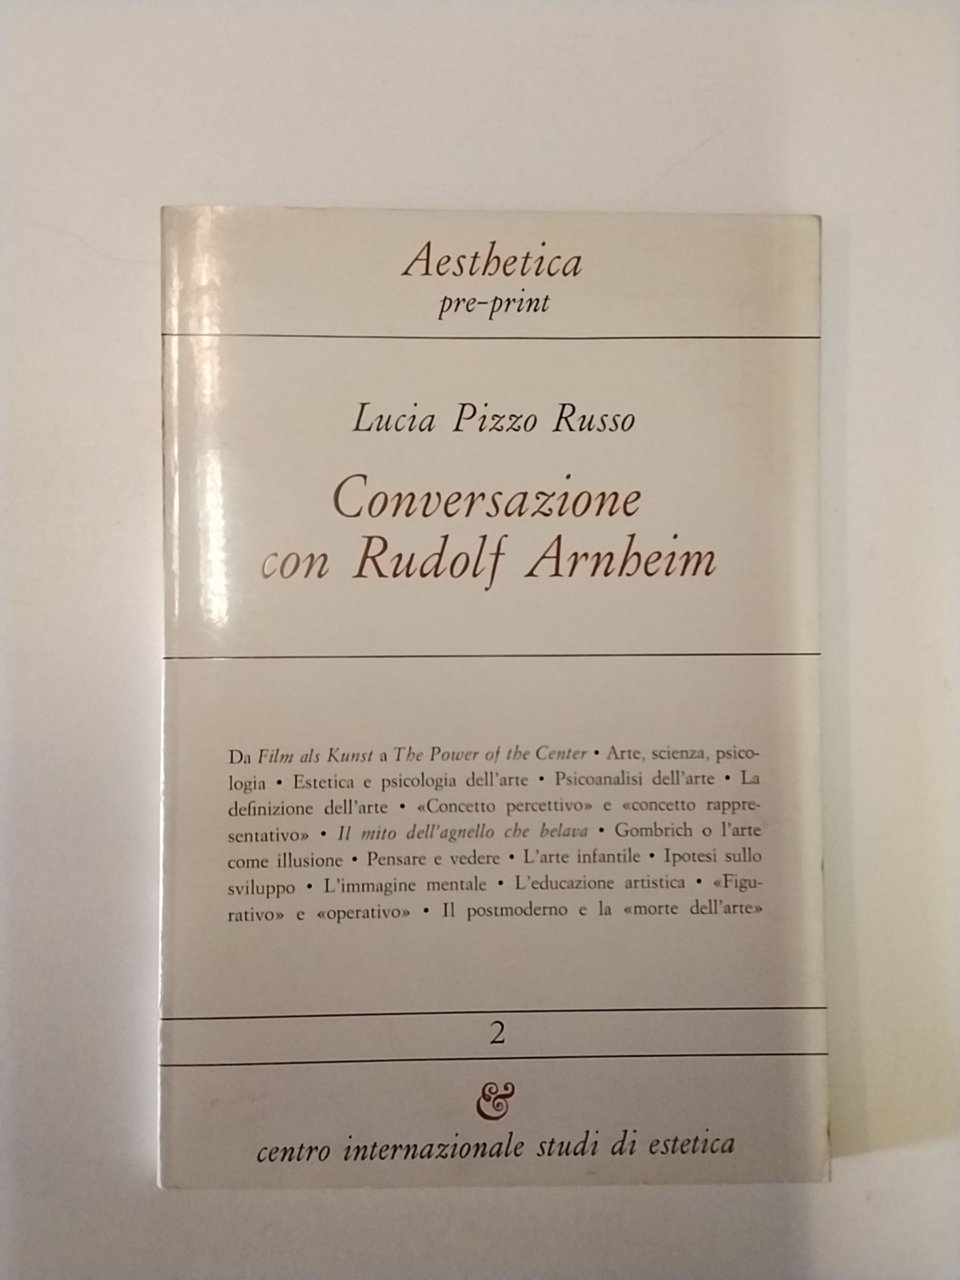 Aesthetica
pre-print
Lucia Pizzo Russo
Conversazione
con Rudolf Arnheim
Da Film als Kunst a The Power of the Center • Arte, scienza, psico-
logia • Estetica e psicologia dell'arte • Psicoanalisi dell'arte • La
definizione dell'arte • «Concetto percettivo» e «concetto rappre-
sentativo» • Il mito dell'agnello che belava • Gombrich o l'arte
come illusione • Pensare e vedere • L'arte infantile • Ipotesi sullo
sviluppo • L'immagine mentale • L'educazione artistica • «Figu-
rativo» e «operativo» • Il postmoderno e la «morte dell'arte»
2
&
centro internazionale studi di estetica